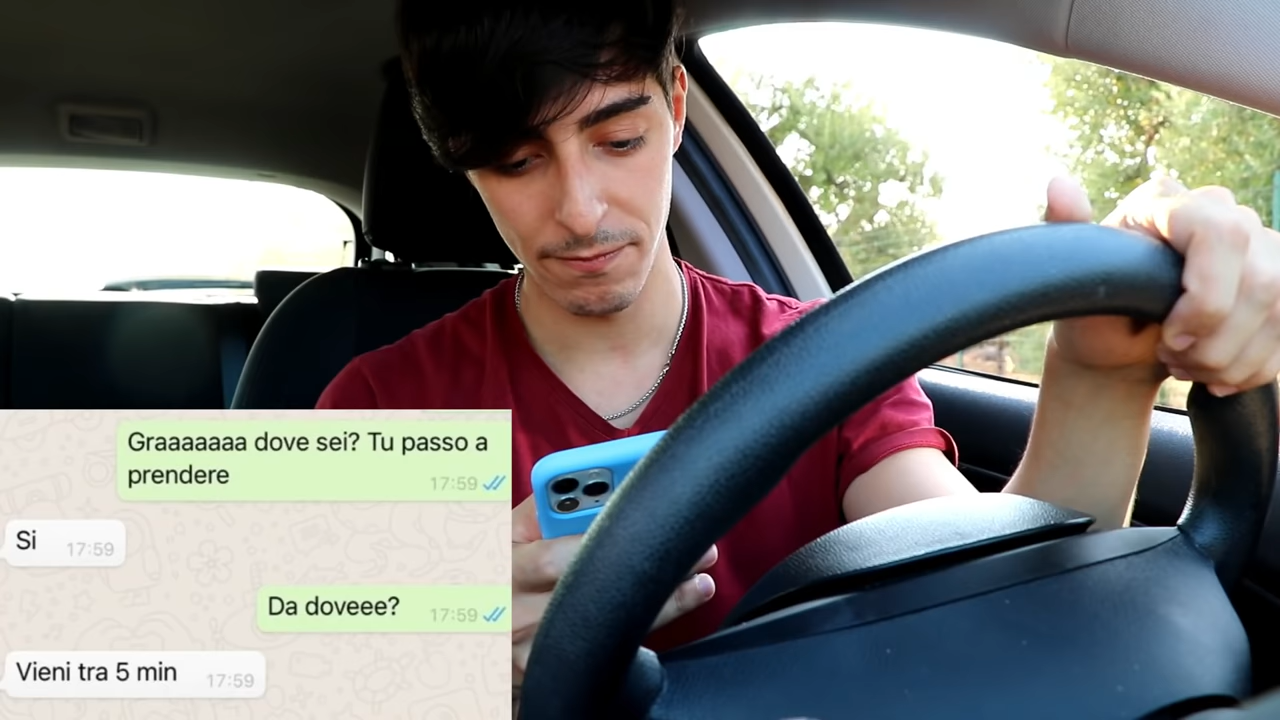 Graaaaaaa dove sei? Tu passo a
prendere
17:59
Si
17:59
Da doveee?
17:59
Vieni tra 5 min
17:59